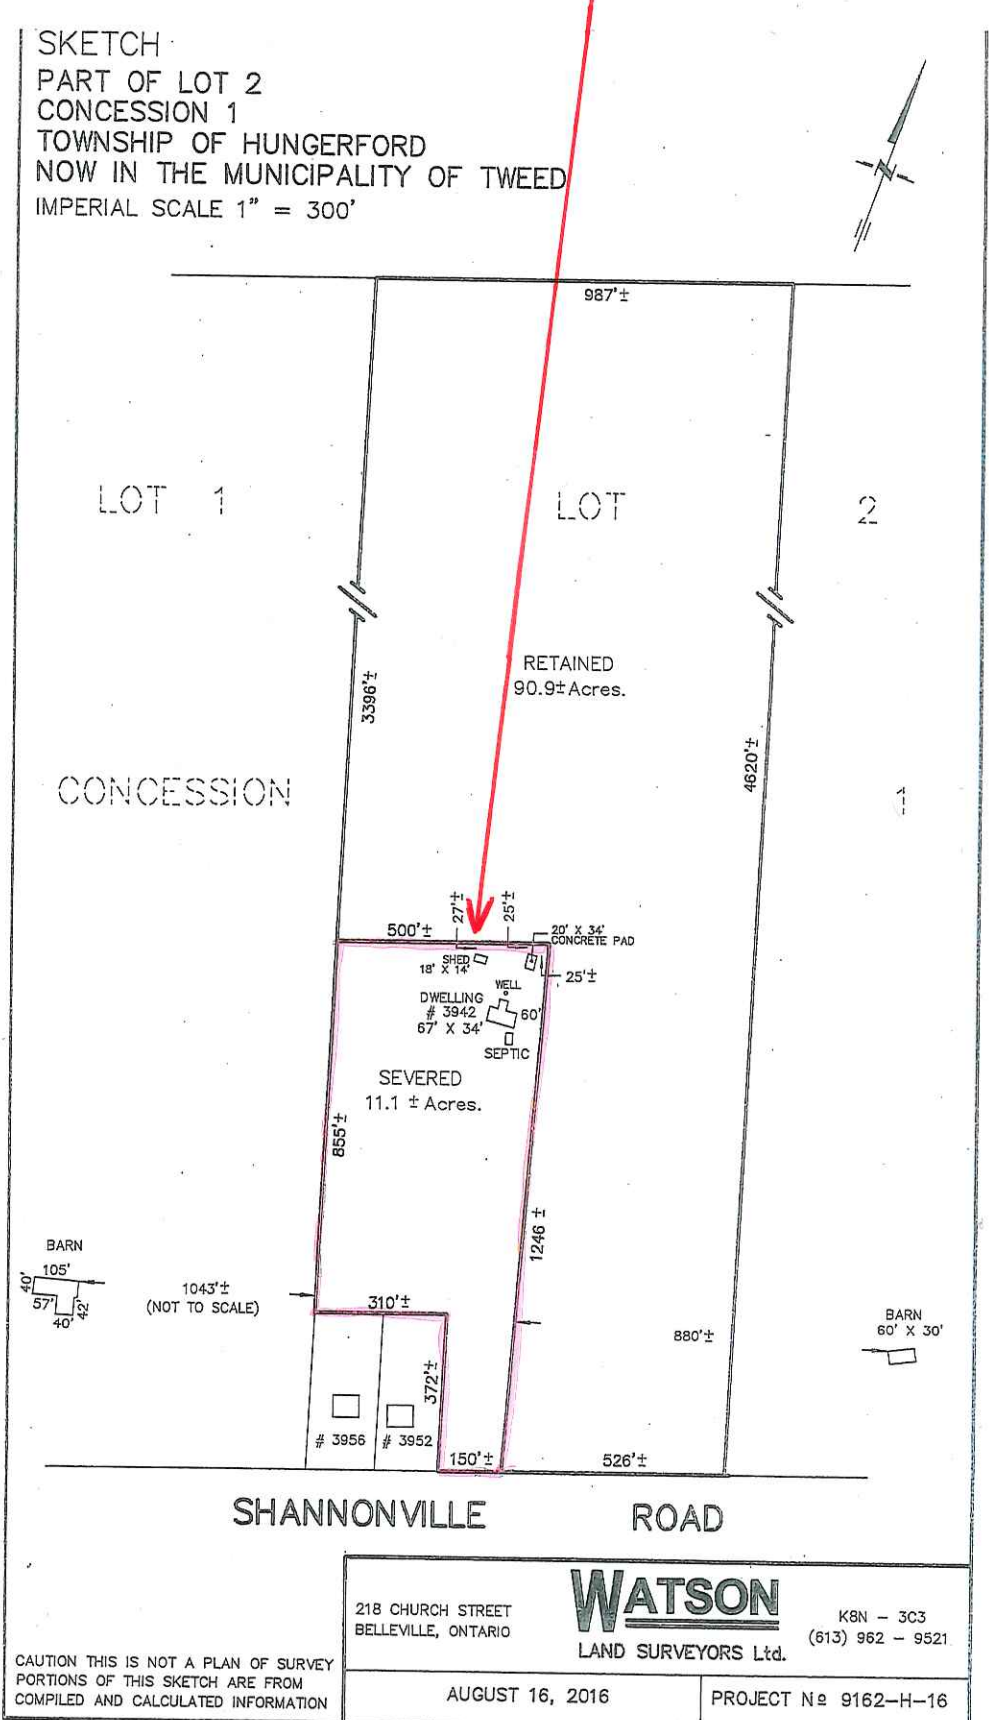 SKETCH
PART OF LOT 2
CONCESSION 1
TOWNSHIP OF HUNGERFORD
NOW IN THE MUNICIPALITY OF TWEED
IMPERIAL SCALE 1" = 300'
N
987'±
LOT 1
LOT 2
RETAINED
90.9±Acres.
3396'±
4620'±
CONCESSION 1
27'±
25'±
500'±
20' X 34'
CONCRETE PAD
SHED
18' X 14'
25'±
WELL
DWELLING
# 3942
67' X 34'
60'
SEPTIC
SEVERED
11.1 ± Acres.
855'±
1246 ±
BARN
105'
40'
57'
42'
40'
1043'±
(NOT TO SCALE)
310'±
372'±
880'±
BARN
60' X 30'
# 3956
# 3952
150'±
526'±
SHANNONVILLE ROAD
218 CHURCH STREET
BELLEVILLE, ONTARIO
WATSON
LAND SURVEYORS Ltd.
K8N - 3C3
(613) 962 - 9521
CAUTION THIS IS NOT A PLAN OF SURVEY
PORTIONS OF THIS SKETCH ARE FROM
COMPILED AND CALCULATED INFORMATION
AUGUST 16, 2016
PROJECT Nº 9162-H-16